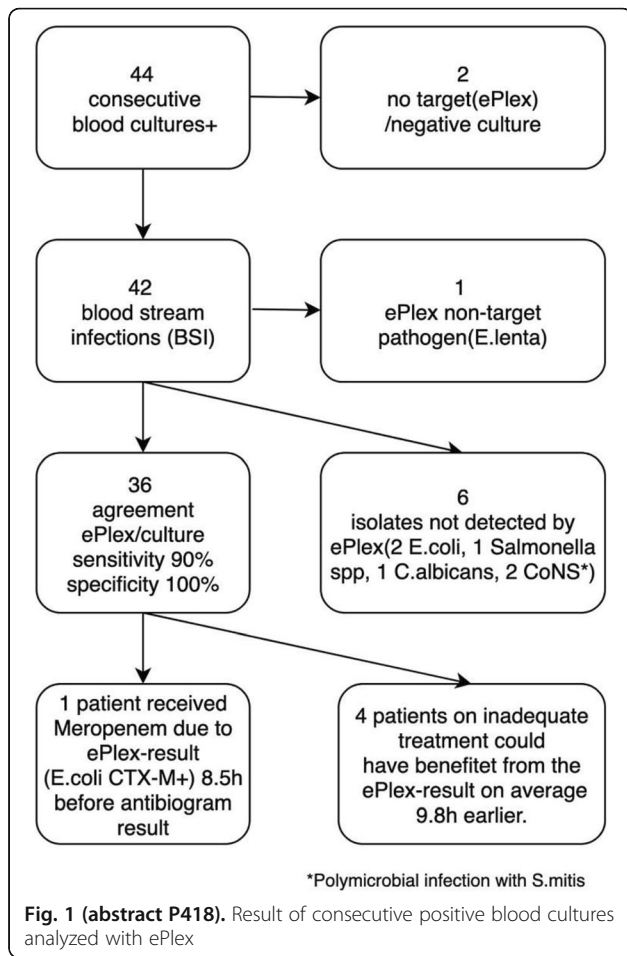 44
consecutive
blood cultures+
2
no target(ePlex)
/negative culture
42
blood stream
infections (BSI)
1
ePlex non-target
pathogen(E.lenta)
36
agreement
ePlex/culture
sensitivity 90%
specificity 100%
6
isolates not detected by
ePlex(2 E.coli, 1 Salmonella
spp, 1 C.albicans, 2 CoNS*)
1 patient received
Meropenem due to
ePlex-result
(E.coli CTX-M+) 8.5h
before antibiogram
result
4 patients on inadequate
treatment could
have benefitet from the
ePlex-result on average
9.8h earlier.
*Polymicrobial infection with S.mitis
Fig. 1 (abstract P418). Result of consecutive positive blood cultures
analyzed with ePlex